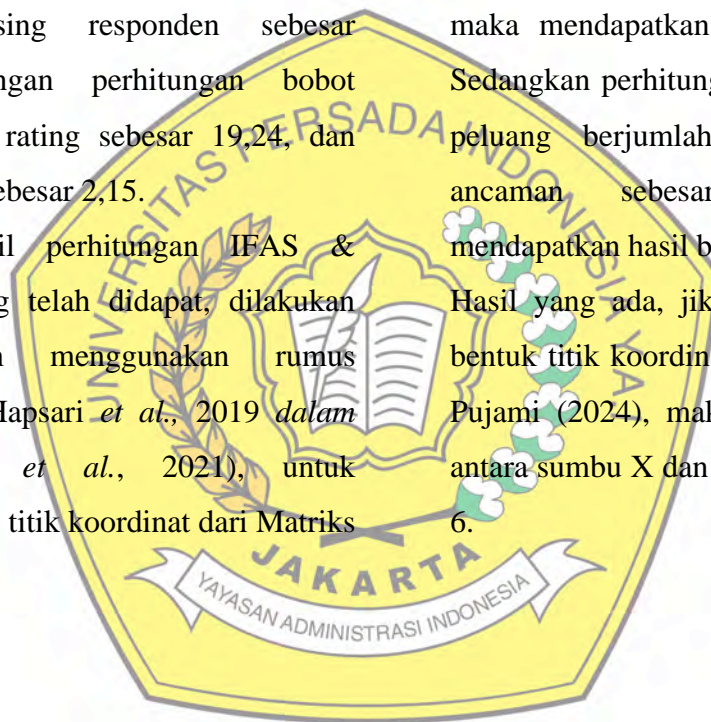 sing responden sebesar
ngan perhitungan bobot
rating sebesar 19,24, dan
sebesar 2,15.
il perhitungan IFAS &
g telah didapat, dilakukan
n menggunakan rumus
Hapsari et al., 2019 dalam
et al., 2021), untuk
titik koordinat dari Matriks
maka mendapatkan
Sedangkan perhitung
peluang berjumlah
ancaman sebesar
mendapatkan hasil b
Hasil yang ada, jik
bentuk titik koordin
Pujami (2024), mak
antara sumbu X dan
6.
UNIVERSITAS PERSADA INDONESIA YA
JAKARTA
YAYASAN ADMINISTRASI INDONESIA